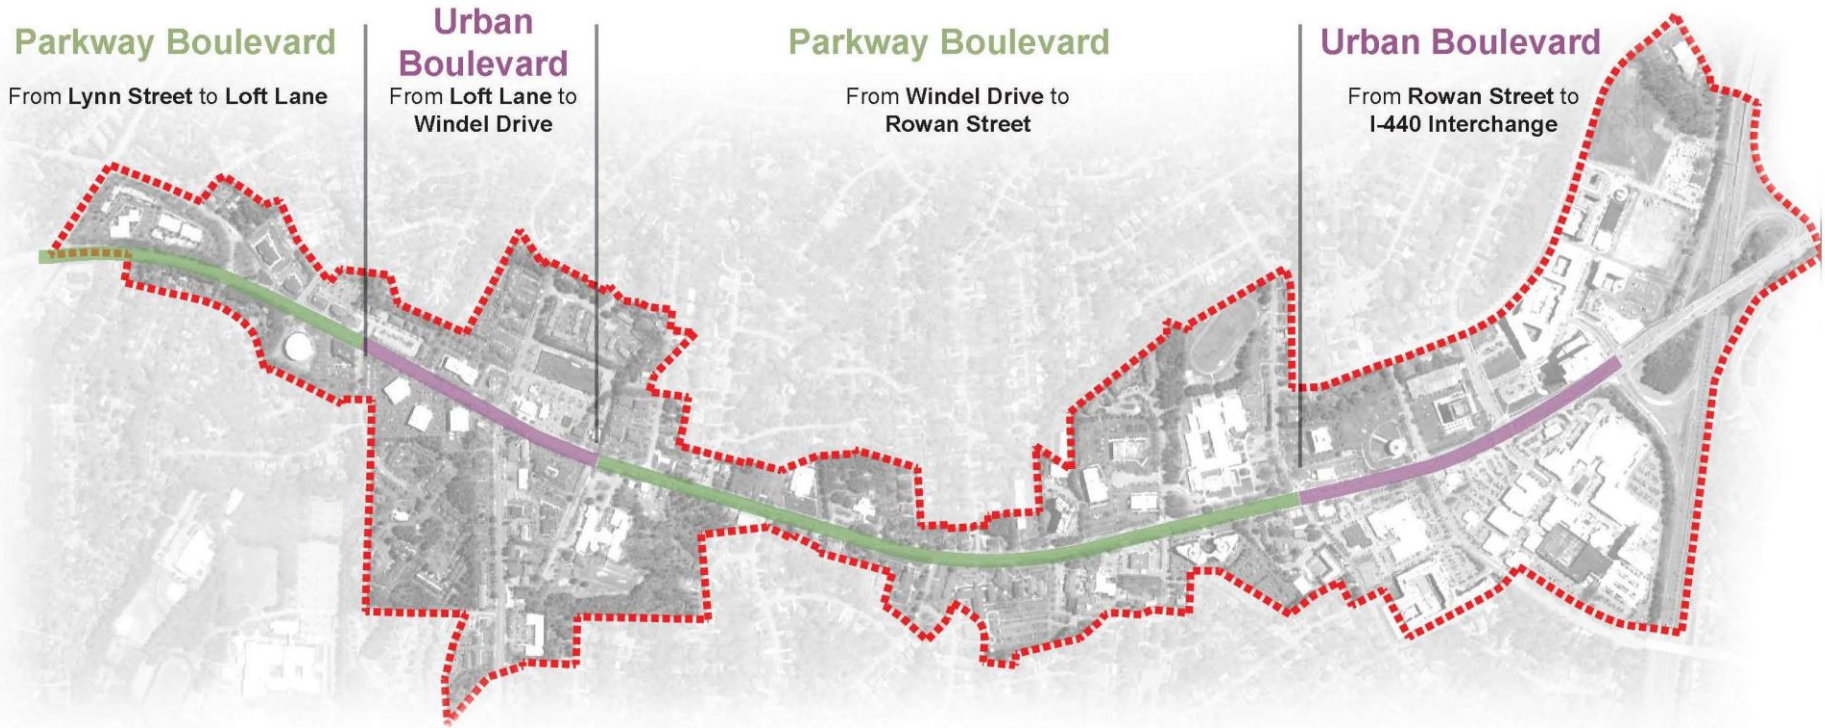 Parkway Boulevard
From Lynn Street to Loft Lane
Urban
Boulevard
From Loft Lane to
Windel Drive
Parkway Boulevard
From Windel Drive to
Rowan Street
Urban Boulevard
From Rowan Street to
I-440 Interchange